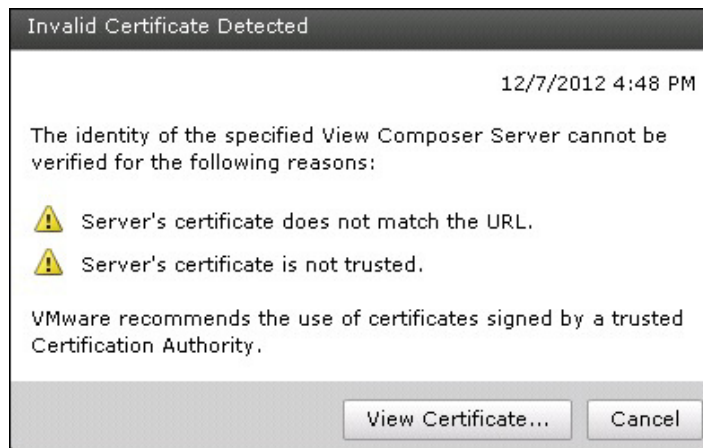 Invalid Certificate Detected
12/7/2012 4:48 PM
The identity of the specified View Composer Server cannot be
verified for the following reasons:
Server's certificate does not match the URL.
Server's certificate is not trusted.
VMware recommends the use of certificates signed by a trusted
Certification Authority.
View Certificate... Cancel